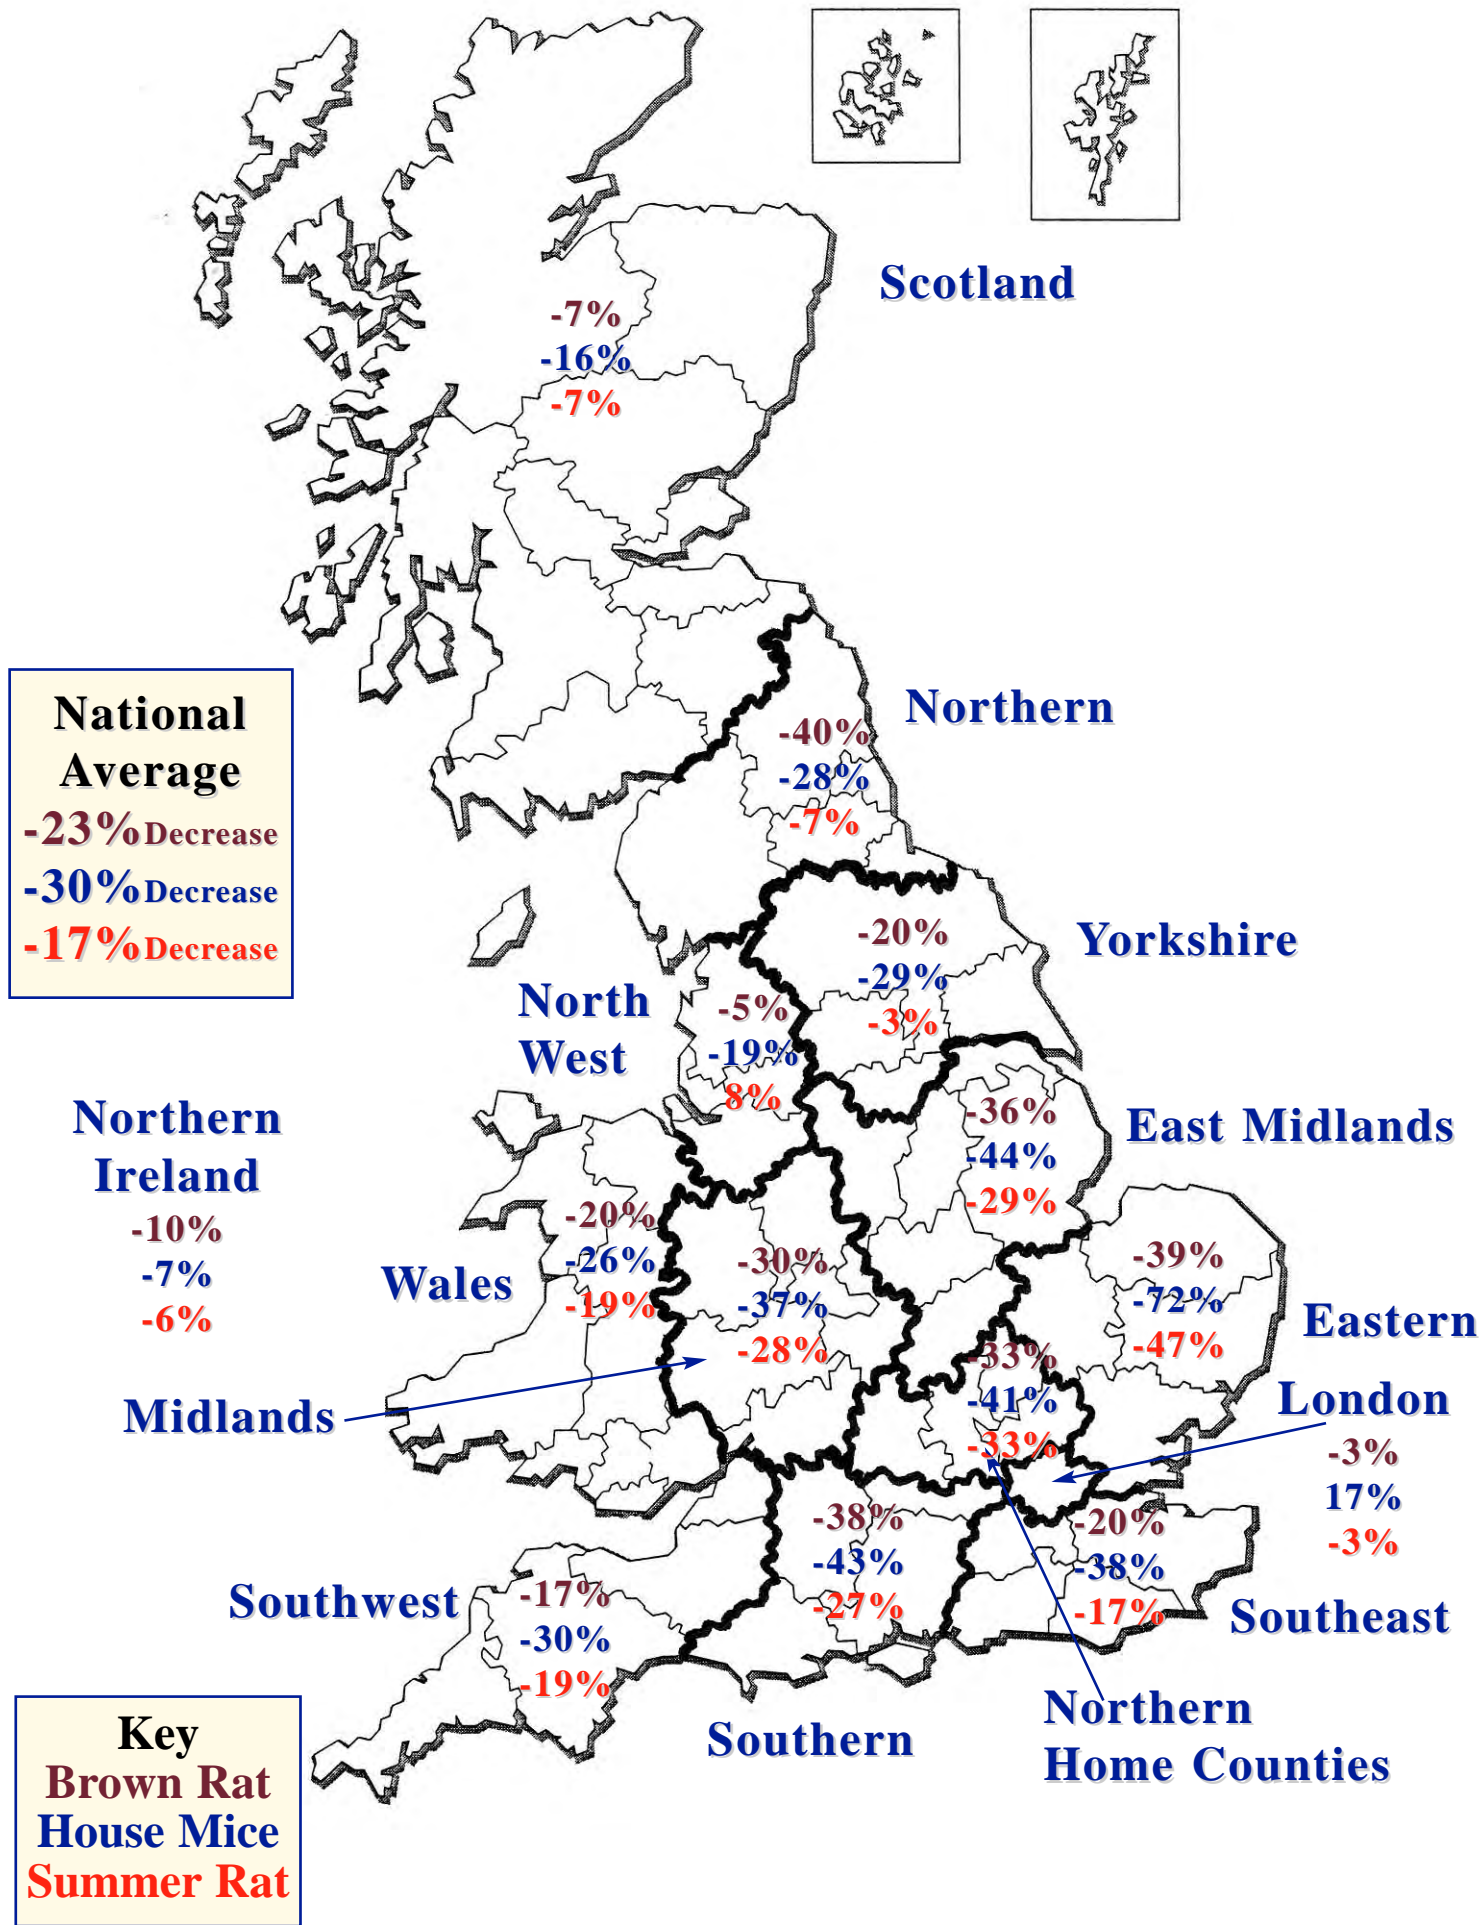 Scotland
-7%
-16%
-7%
Northern
-40%
-28%
-7%
National
Average
-23% Decrease
-30% Decrease
-17% Decrease
Yorkshire
-20%
-29%
-3%
North
West
-5%
-19%
8%
Northern
Ireland
-10%
-7%
-6%
East Midlands
-36%
-44%
-29%
Wales
-20%
-26%
-19%
Midlands
-30%
-37%
-28%
Eastern
-39%
-72%
-47%
-33%
-41%
-33%
London
-3%
17%
-3%
Southwest
-17%
-30%
-19%
-38%
-43%
-27%
Southern
-20%
-38%
-17%
Southeast
Northern
Home Counties
Key
Brown Rat
House Mice
Summer Rat